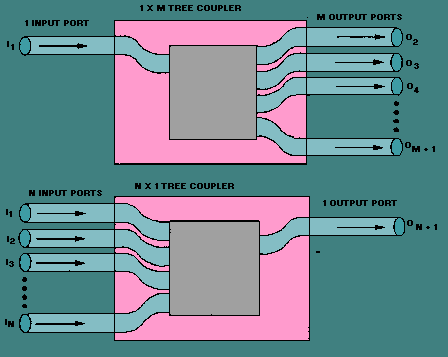 1 X M TREE COUPLER
1 INPUT PORT
M OUTPUT PORTS
I1
O2
O3
O4
OM + 1
N INPUT PORTS
N X 1 TREE COUPLER
1 OUTPUT PORT
I1
I2
I3
IN
ON + 1